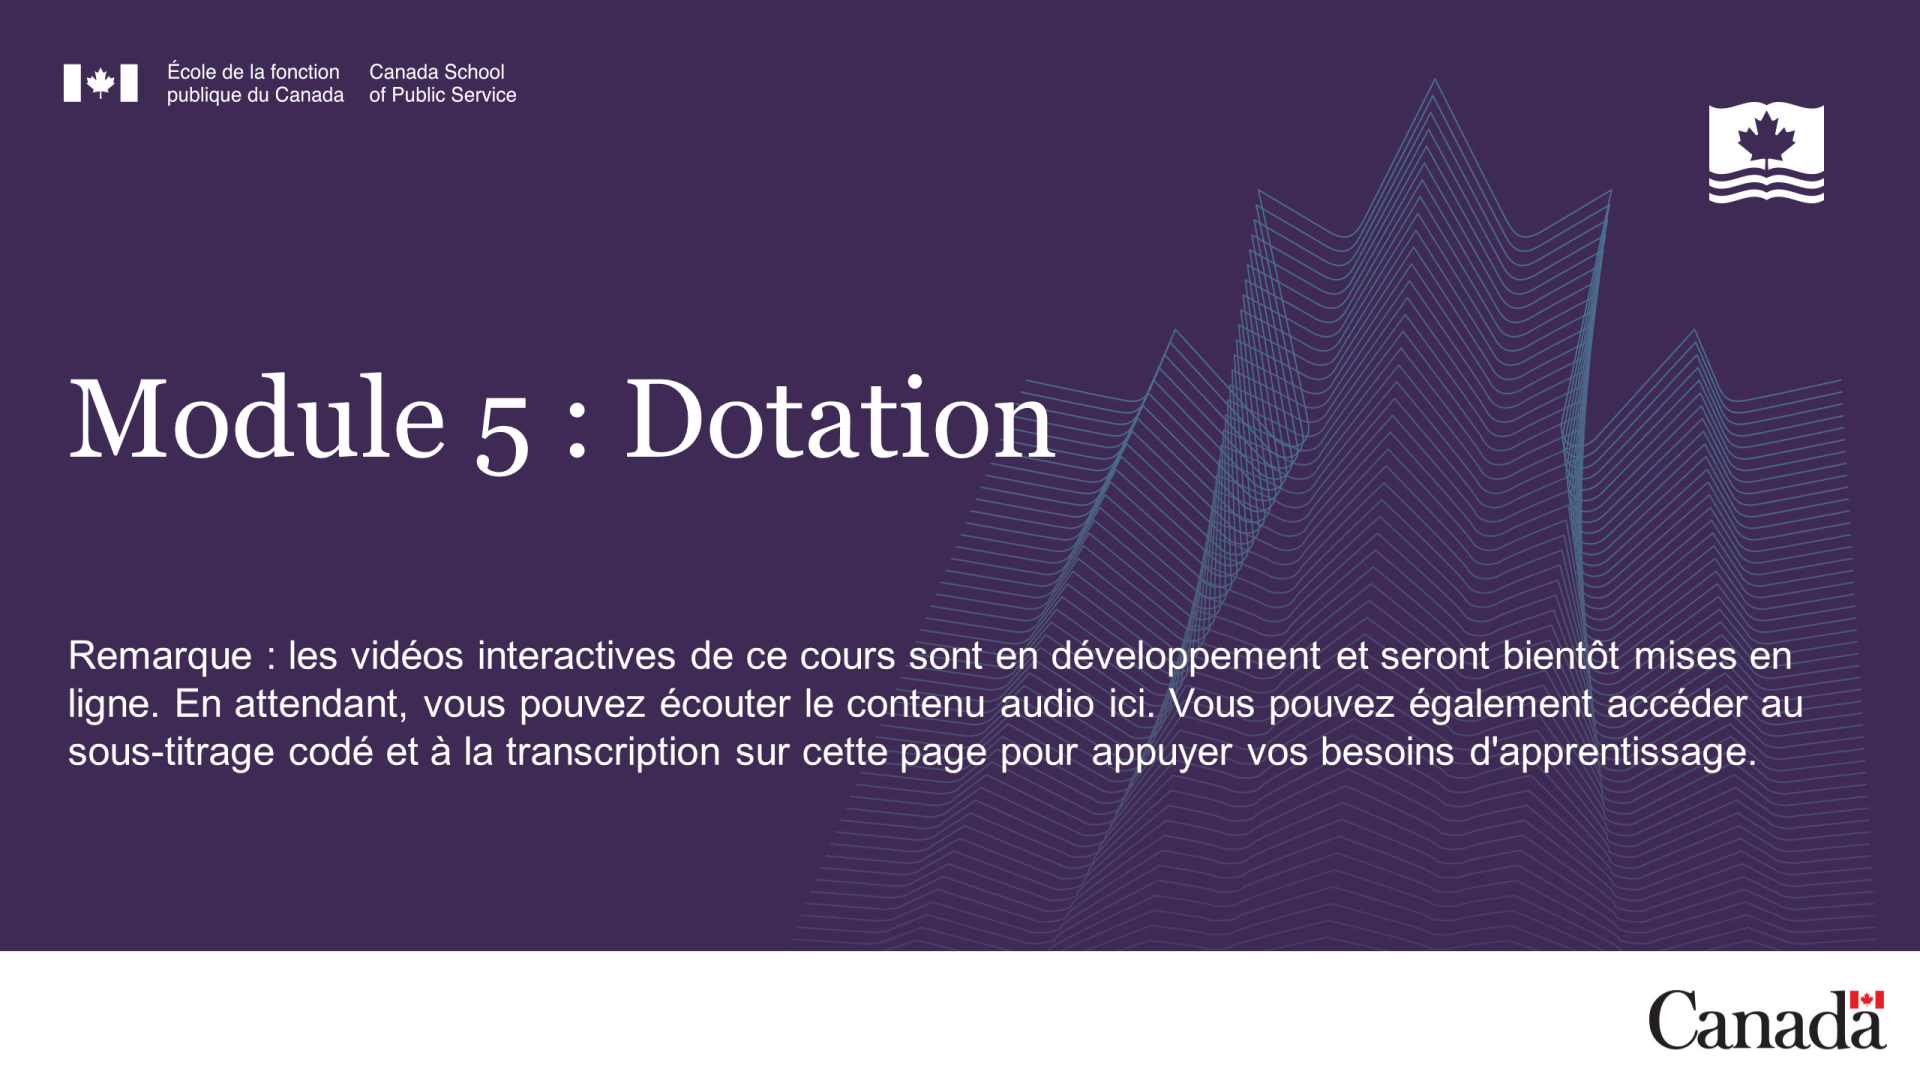 École de la fonction
publique du Canada
Canada School
of Public Service
Module 5 : Dotation
Remarque : les vidéos interactives de ce cours sont en développement et seront bientôt mises en
ligne. En attendant, vous pouvez écouter le contenu audio ici. Vous pouvez également accéder au
sous-titrage codé et à la transcription sur cette page pour appuyer vos besoins d'apprentissage.
Canada